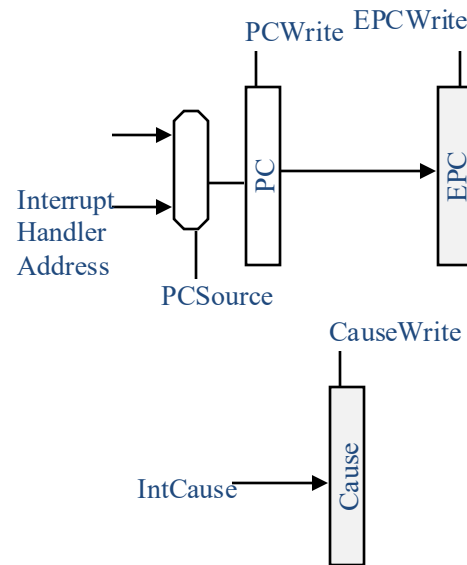 PCWrite
EPCWrite
PC
EPC
Interrupt
Handler
Address
PCSource
CauseWrite
IntCause
Cause